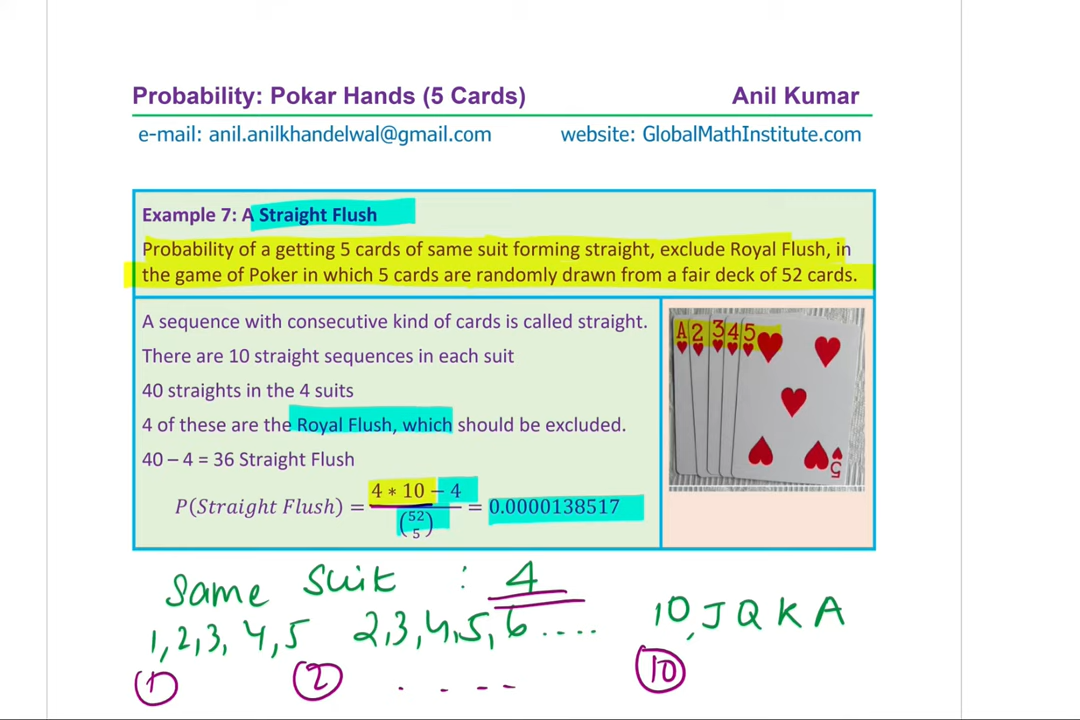 Probability: Pokar Hands (5 Cards) Anil Kumar
e-mail: anil.anilkhandelwal@gmail.com website: GlobalMathInstitute.com
Example 7: A Straight Flush
Probability of a getting 5 cards of same suit forming straight, exclude Royal Flush, in
the game of Poker in which 5 cards are randomly drawn from a fair deck of 52 cards.
A sequence with consecutive kind of cards is called straight.
There are 10 straight sequences in each suit
40 straights in the 4 suits
4 of these are the Royal Flush, which should be excluded.
40 – 4 = 36 Straight Flush
P(Straight Flush) = (4 * 10 – 4) / (52 5) = 0.0000138517
A 2 3 4 5
5
Same Suit : 4
1, 2, 3, 4, 5 2,3,4,5, 6 .... 10, J Q K A
1 2 .... 10